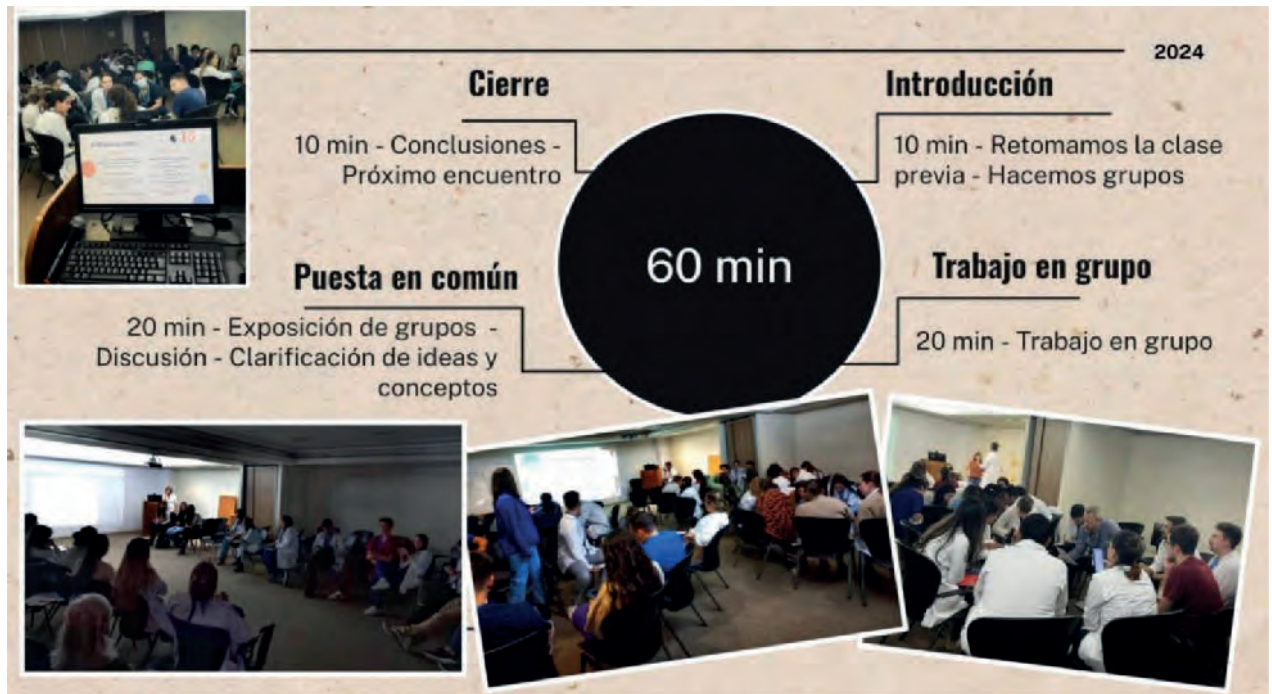 2024
Cierre
10 min - Conclusiones -
Próximo encuentro
Introducción
10 min - Retomamos la clase
previa - Hacemos grupos
60 min
Puesta en común
20 min - Exposición de grupos -
Discusión - Clarificación de ideas y
conceptos
Trabajo en grupo
20 min - Trabajo en grupo